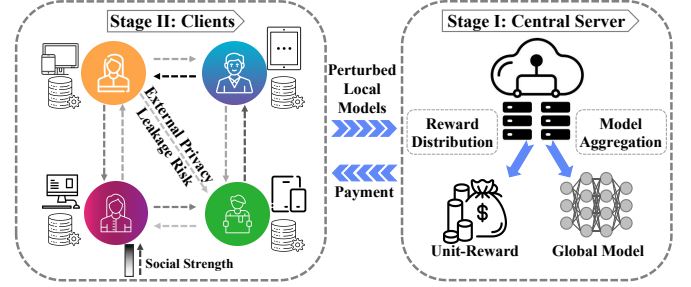 Stage II: Clients
External Privacy
Leakage Risk
Social Strength
Perturbed
Local
Models
Payment
Stage I: Central Server
Reward
Distribution
Model
Aggregation
$
Unit-Reward
Global Model